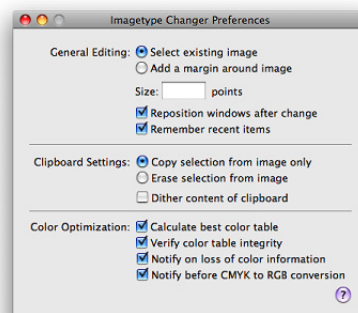 Imagetype Changer Preferences
General Editing: Select existing image
Add a margin around image
Size: points
Reposition windows after change
Remember recent items
Clipboard Settings: Copy selection from image only
Erase selection from image
Dither content of clipboard
Color Optimization: Calculate best color table
Verify color table integrity
Notify on loss of color information
Notify before CMYK to RGB conversion
?